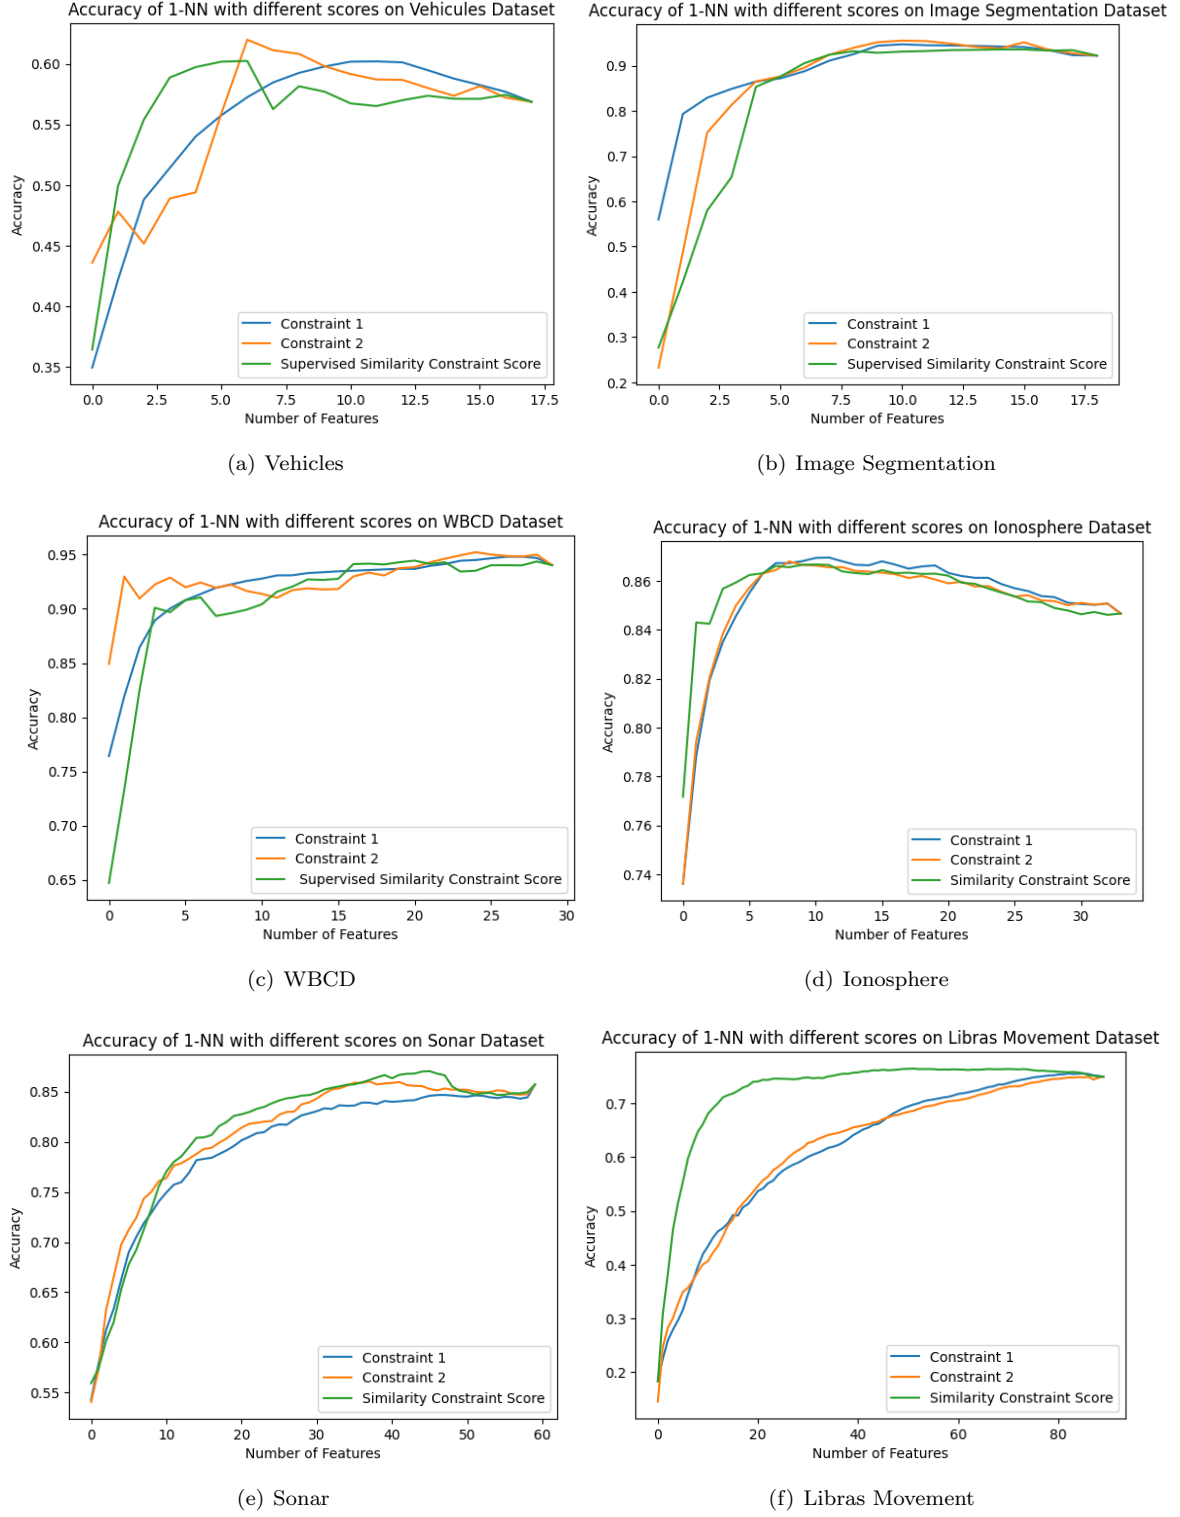 Accuracy of 1-NN with different scores on Vehicules Dataset
0.60
0.55
0.50
0.45
0.40
0.35
Accuracy
Constraint 1
Constraint 2
Supervised Similarity Constraint Score
0.0 2.5 5.0 7.5 10.0 12.5 15.0 17.5
Number of Features
(a) Vehicles
Accuracy of 1-NN with different scores on Image Segmentation Dataset
0.9
0.8
0.7
0.6
0.5
0.4
0.3
0.2
Accuracy
Constraint 1
Constraint 2
Supervised Similarity Constraint Score
0.0 2.5 5.0 7.5 10.0 12.5 15.0 17.5
Number of Features
(b) Image Segmentation
Accuracy of 1-NN with different scores on WBCD Dataset
0.95
0.90
0.85
0.80
0.75
0.70
0.65
Accuracy
Constraint 1
Constraint 2
Supervised Similarity Constraint Score
0 5 10 15 20 25 30
Number of Features
(c) WBCD
Accuracy of 1-NN with different scores on Ionosphere Dataset
0.86
0.84
0.82
0.80
0.78
0.76
0.74
Accuracy
Constraint 1
Constraint 2
Similarity Constraint Score
0 5 10 15 20 25 30
Number of Features
(d) Ionosphere
Accuracy of 1-NN with different scores on Sonar Dataset
0.85
0.80
0.75
0.70
0.65
0.60
0.55
Accuracy
Constraint 1
Constraint 2
Similarity Constraint Score
0 10 20 30 40 50 60
Number of Features
(e) Sonar
Accuracy of 1-NN with different scores on Libras Movement Dataset
0.7
0.6
0.5
0.4
0.3
0.2
Accuracy
Constraint 1
Constraint 2
Similarity Constraint Score
0 20 40 60 80
Number of Features
(f) Libras Movement